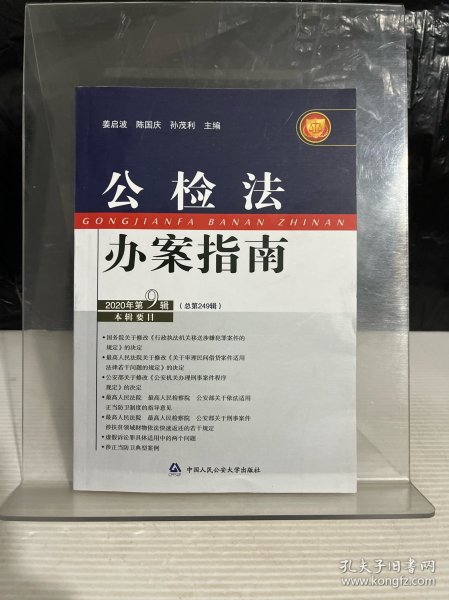 姜启波 陈国庆 孙茂利 主编
公检法
GONGJIANFA BANAN ZHINAN
办案指南
2020年第9辑 (总第249辑)
本辑要目
•国务院关于修改《行政执法机关移送涉嫌犯罪案件的
规定》的决定
•最高人民法院关于修改《关于审理民间借贷案件适用
法律若干问题的规定》的决定
•公安部关于修改《公安机关办理刑事案件程序
规定》的决定
•最高人民法院 最高人民检察院 公安部关于依法适用
正当防卫制度的指导意见
•最高人民法院 最高人民检察院 公安部关于刑事案件
涉扶贫领域财物依法快速返还的若干规定
•虚假诉讼罪具体适用中的两个问题
•涉正当防卫典型案例
中国人民公安大学出版社
孔夫子旧书网
www.kongfz.com